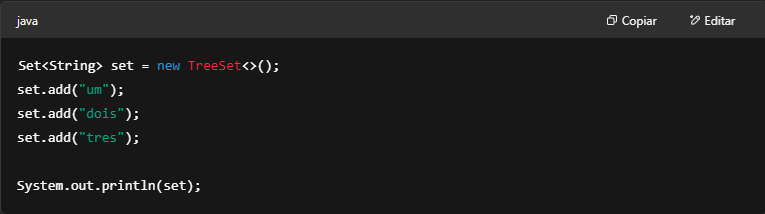 java
Copiar
Editar
Set<String> set = new TreeSet<>();
set.add("um");
set.add("dois");
set.add("tres");
System.out.println(set);